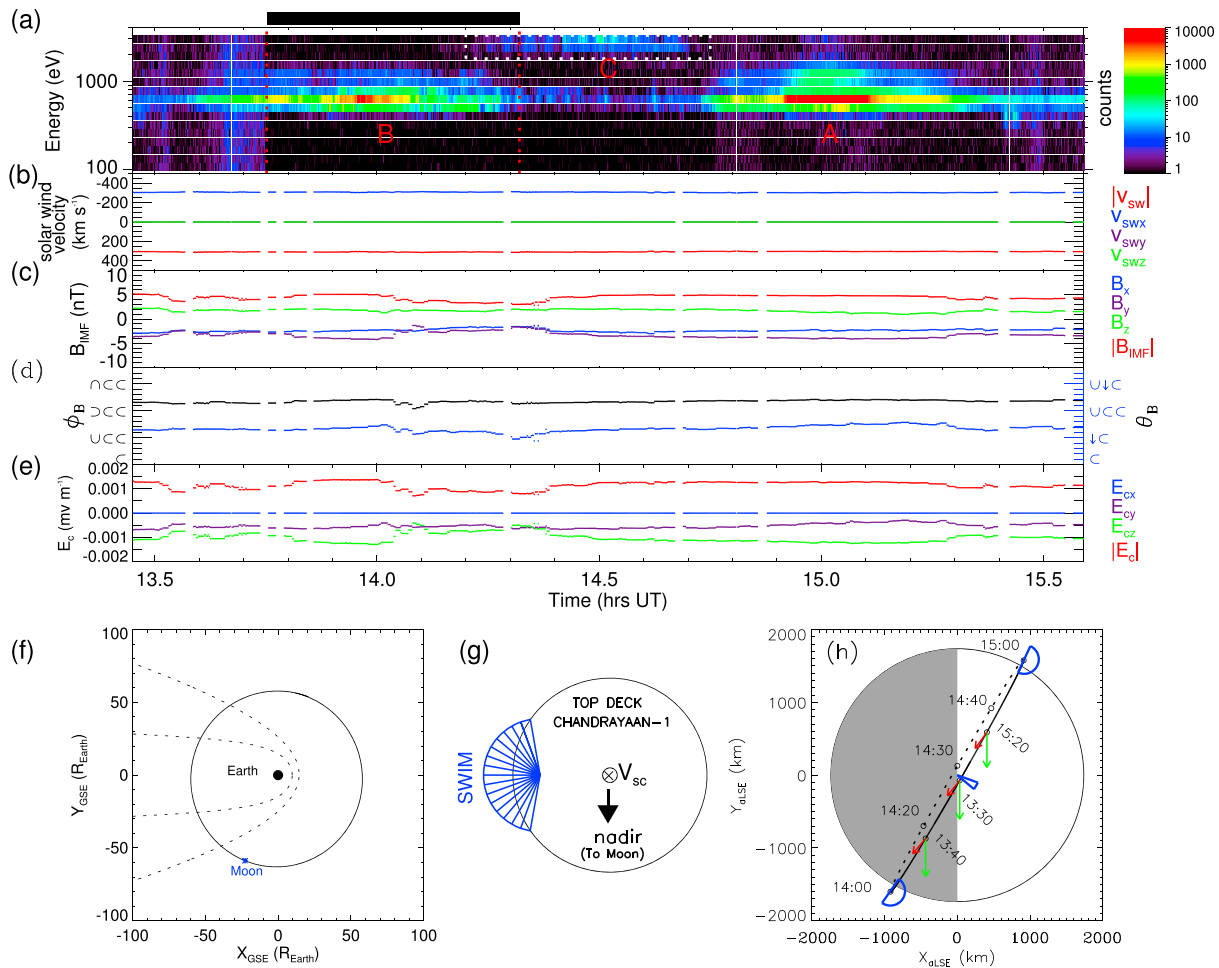 (a)
Energy (eV)
1000
100
C
B
A
10000
1000
100
10
1
counts
(b)
solar wind
velocity
(km s⁻¹)
-400
-200
0
200
400
|v_sw|
v_swx
v_swy
v_swz
(c)
B_IMF (nT)
10
5
0
-5
-10
B_x
B_y
B_z
|B_IMF|
(d)
ϕ_B
∩⊂⊂
⊃⊂⊂
∪⊂⊂
⊂
∪↓⊂
∪⊂⊂
↓⊂
⊂
θ_B
(e)
E_c (mv m⁻¹)
0.002
0.001
0.000
-0.001
-0.002
E_cx
E_cy
E_cz
|E_c|
13.5 14.0 14.5 15.0 15.5
Time (hrs UT)
(f)
Y_GSE (R_Earth)
100
50
0
-50
-100
Earth
Moon
-100 -50 0 50 100
X_GSE (R_Earth)
(g)
TOP DECK
CHANDRAYAAN-1
SWIM
V_sc
nadir
(To Moon)
(h)
Y_aLSE (km)
2000
1000
0
-1000
-2000
15:00
14:40
15:20
14:30
13:30
14:20
13:40
14:00
-2000 -1000 0 1000 2000
X_aLSE (km)